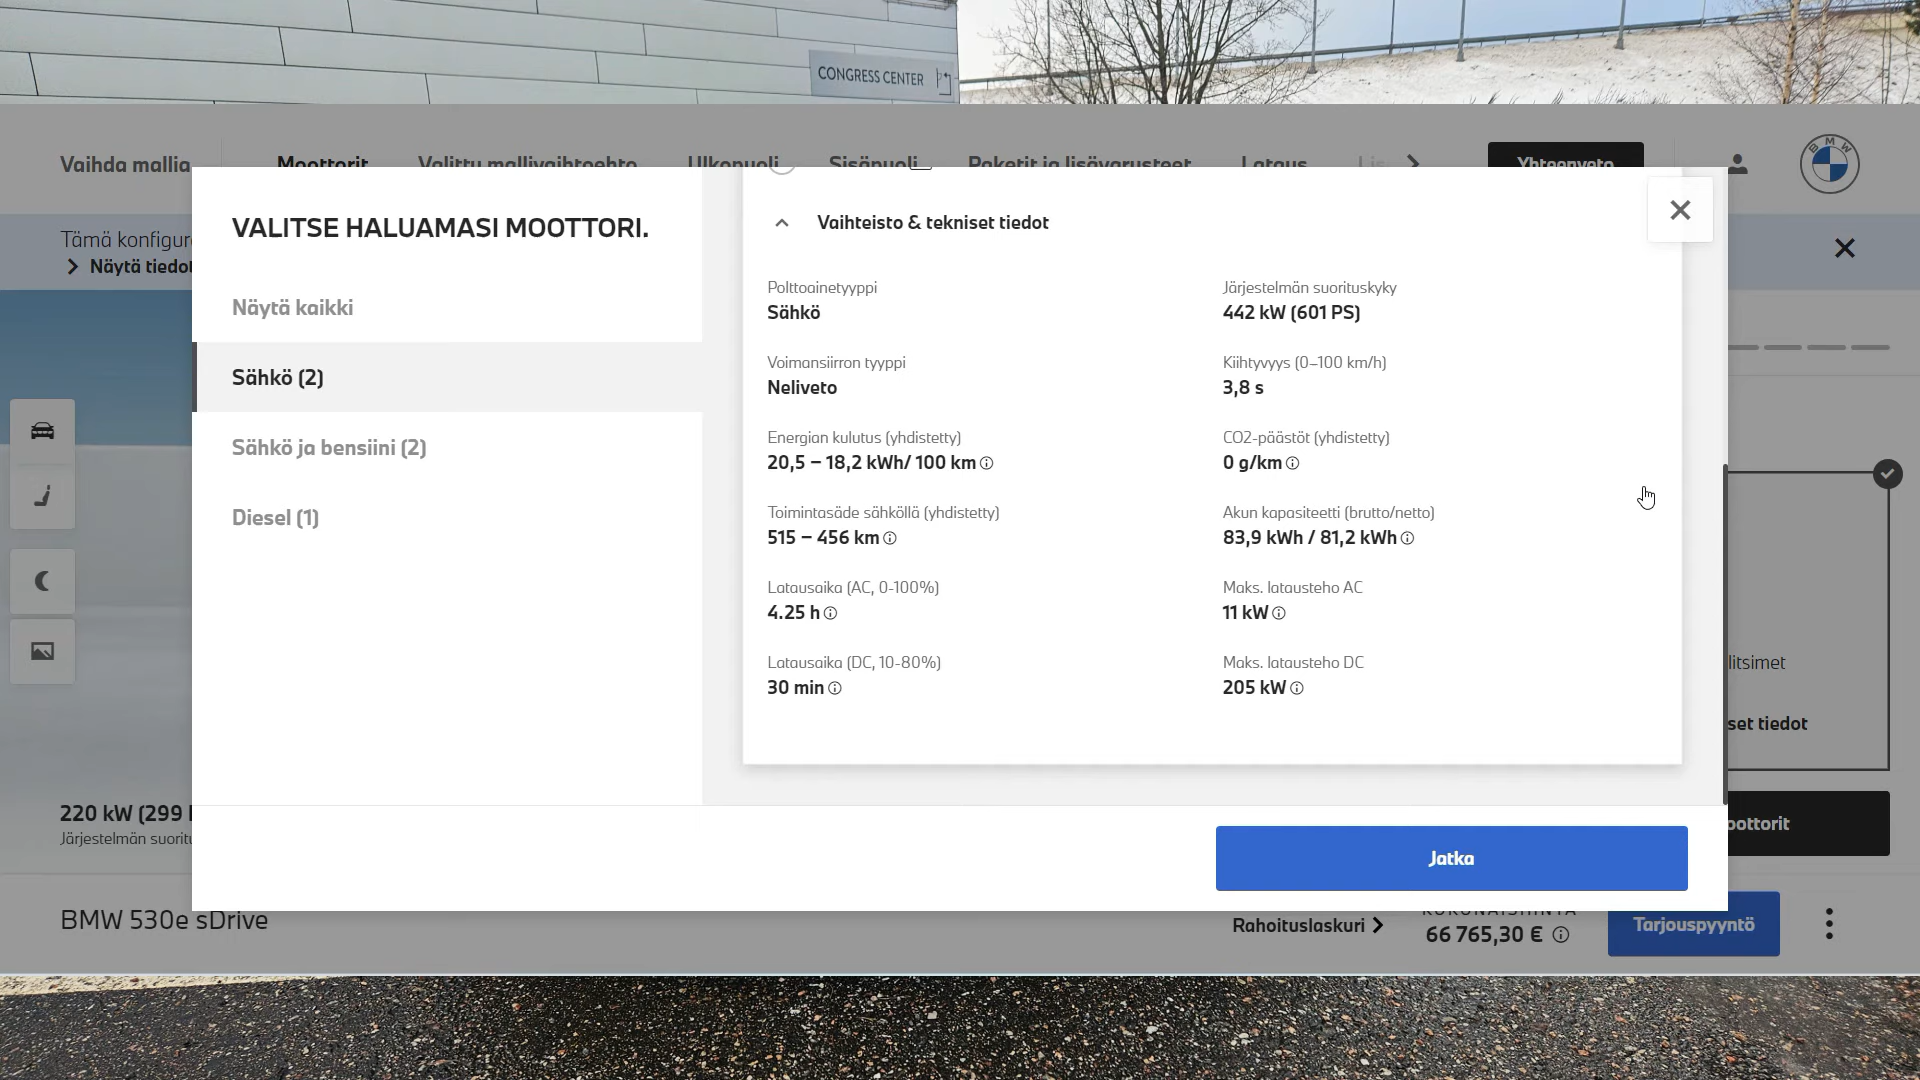 CONGRESS CENTER
Vaihda mallia
Moottorit
Valittu mallivaihtoehto
Ulkopuoli
Sisäpuoli
Paketit ja lisävarusteet
Lataus
Lis
Yhteenveto
BMW
Tämä konfigur
Näytä tiedot
VALITSE HALUAMASI MOOTTORI.
Näytä kaikki
Sähkö (2)
Sähkö ja bensiini (2)
Diesel (1)
Vaihteisto & tekniset tiedot
Polttoainetyyppi
Sähkö
Järjestelmän suorituskyky
442 kW (601 PS)
Voimansiirron tyyppi
Neliveto
Kiihtyvyys (0–100 km/h)
3,8 s
Energian kulutus (yhdistetty)
20,5 – 18,2 kWh/ 100 km
CO2-päästöt (yhdistetty)
0 g/km
Toimintasäde sähköllä (yhdistetty)
515 – 456 km
Akun kapasiteetti (brutto/netto)
83,9 kWh / 81,2 kWh
Latausaika (AC, 0-100%)
4.25 h
Maks. latausteho AC
11 kW
Latausaika (DC, 10-80%)
30 min
Maks. latausteho DC
205 kW
litsimet
set tiedot
220 kW (299
Järjestelmän suoritu
oottorit
Jatka
BMW 530e sDrive
Rahoituslaskuri
KOKONAISHINTA
66 765,30 €
Tarjouspyyntö